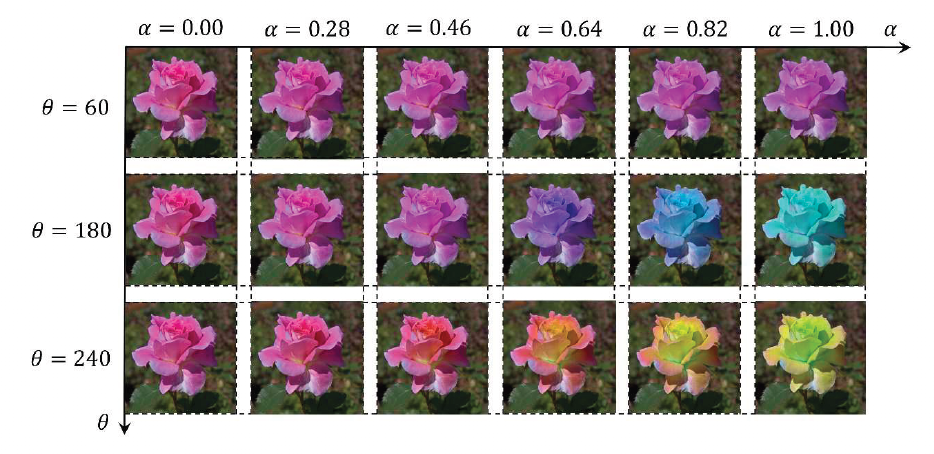 α = 0.00 α = 0.28 α = 0.46 α = 0.64 α = 0.82 α = 1.00 α
θ = 60
θ = 180
θ = 240
θ